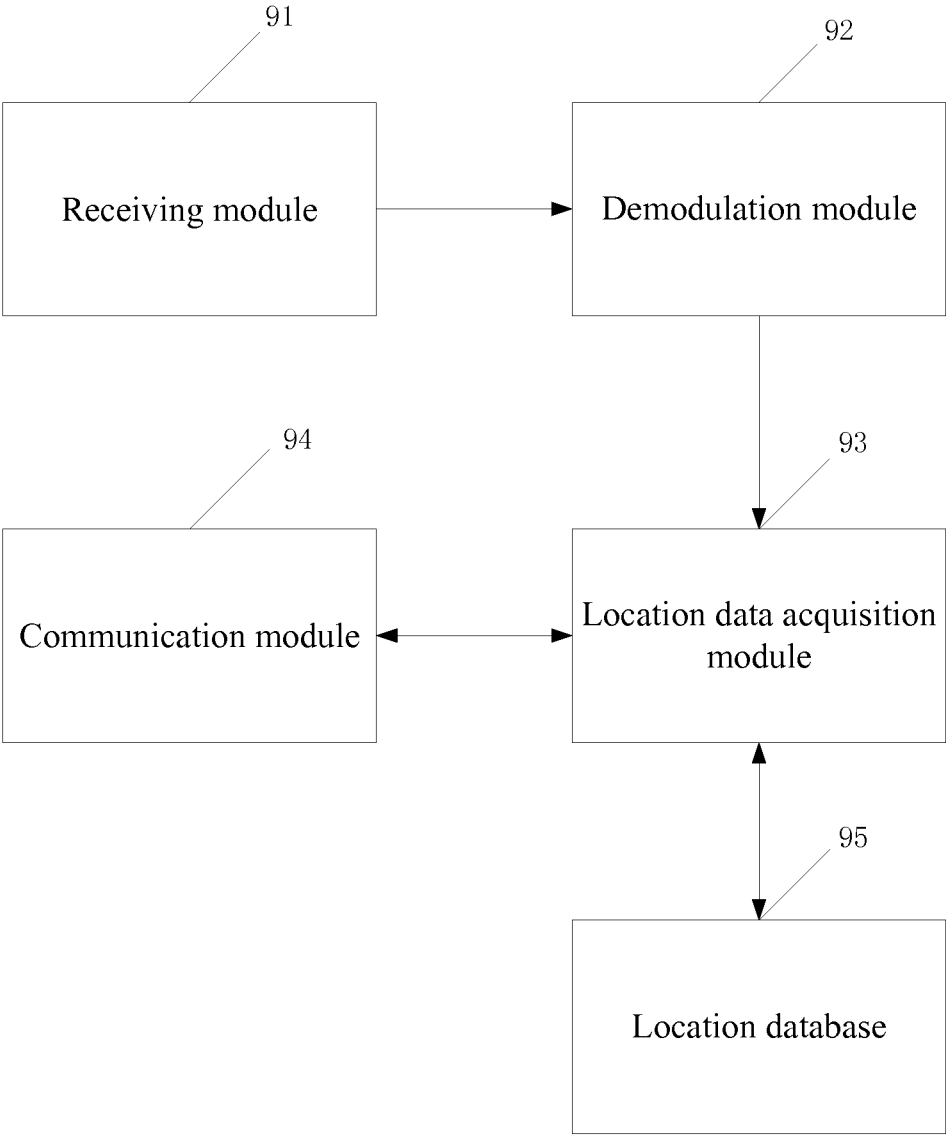 91
92
Receiving module
Demodulation module
94
93
Communication module
Location data acquisition
module
95
Location database